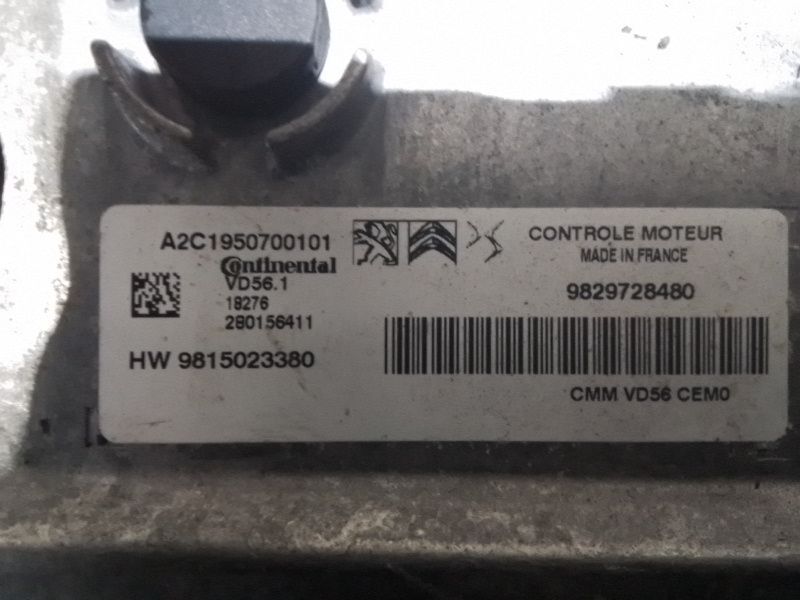 A2C1950700101
Continental
VD56.1
18276
280156411
HW 9815023380
CONTROLE MOTEUR
MADE IN FRANCE
9829728480
CMM VD56 CEM0